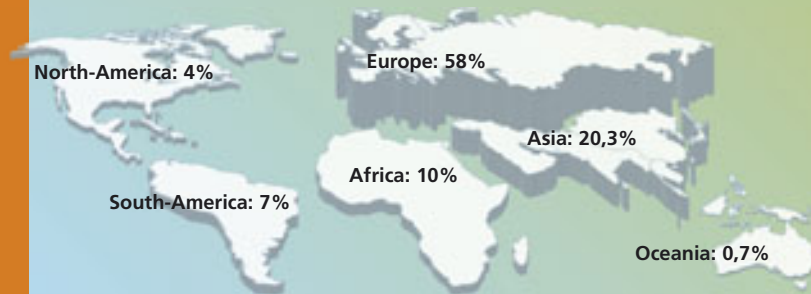 North-America: 4%
Europe: 58%
Asia: 20,3%
Africa: 10%
South-America: 7%
Oceania: 0,7%